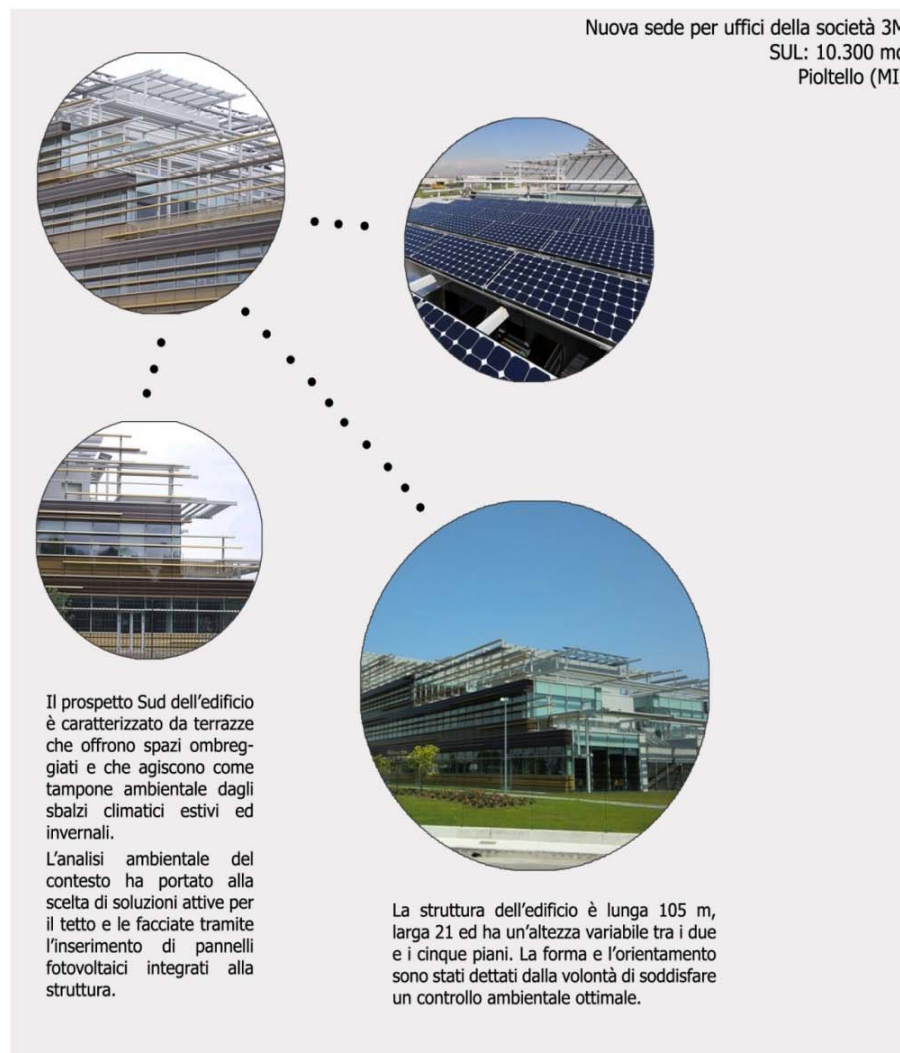 Nuova sede per uffici della società 3M
SUL: 10.300 mq
Pioltello (MI
Il prospetto Sud dell'edificio
è caratterizzato da terrazze
che offrono spazi ombreg-
giati e che agiscono come
tampone ambientale dagli
sbalzi climatici estivi ed
invernali.
L'analisi ambientale del
contesto ha portato alla
scelta di soluzioni attive per
il tetto e le facciate tramite
l'inserimento di pannelli
fotovoltaici integrati alla
struttura.
La struttura dell'edificio è lunga 105 m,
larga 21 ed ha un'altezza variabile tra i due
e i cinque piani. La forma e l'orientamento
sono stati dettati dalla volontà di soddisfare
un controllo ambientale ottimale.